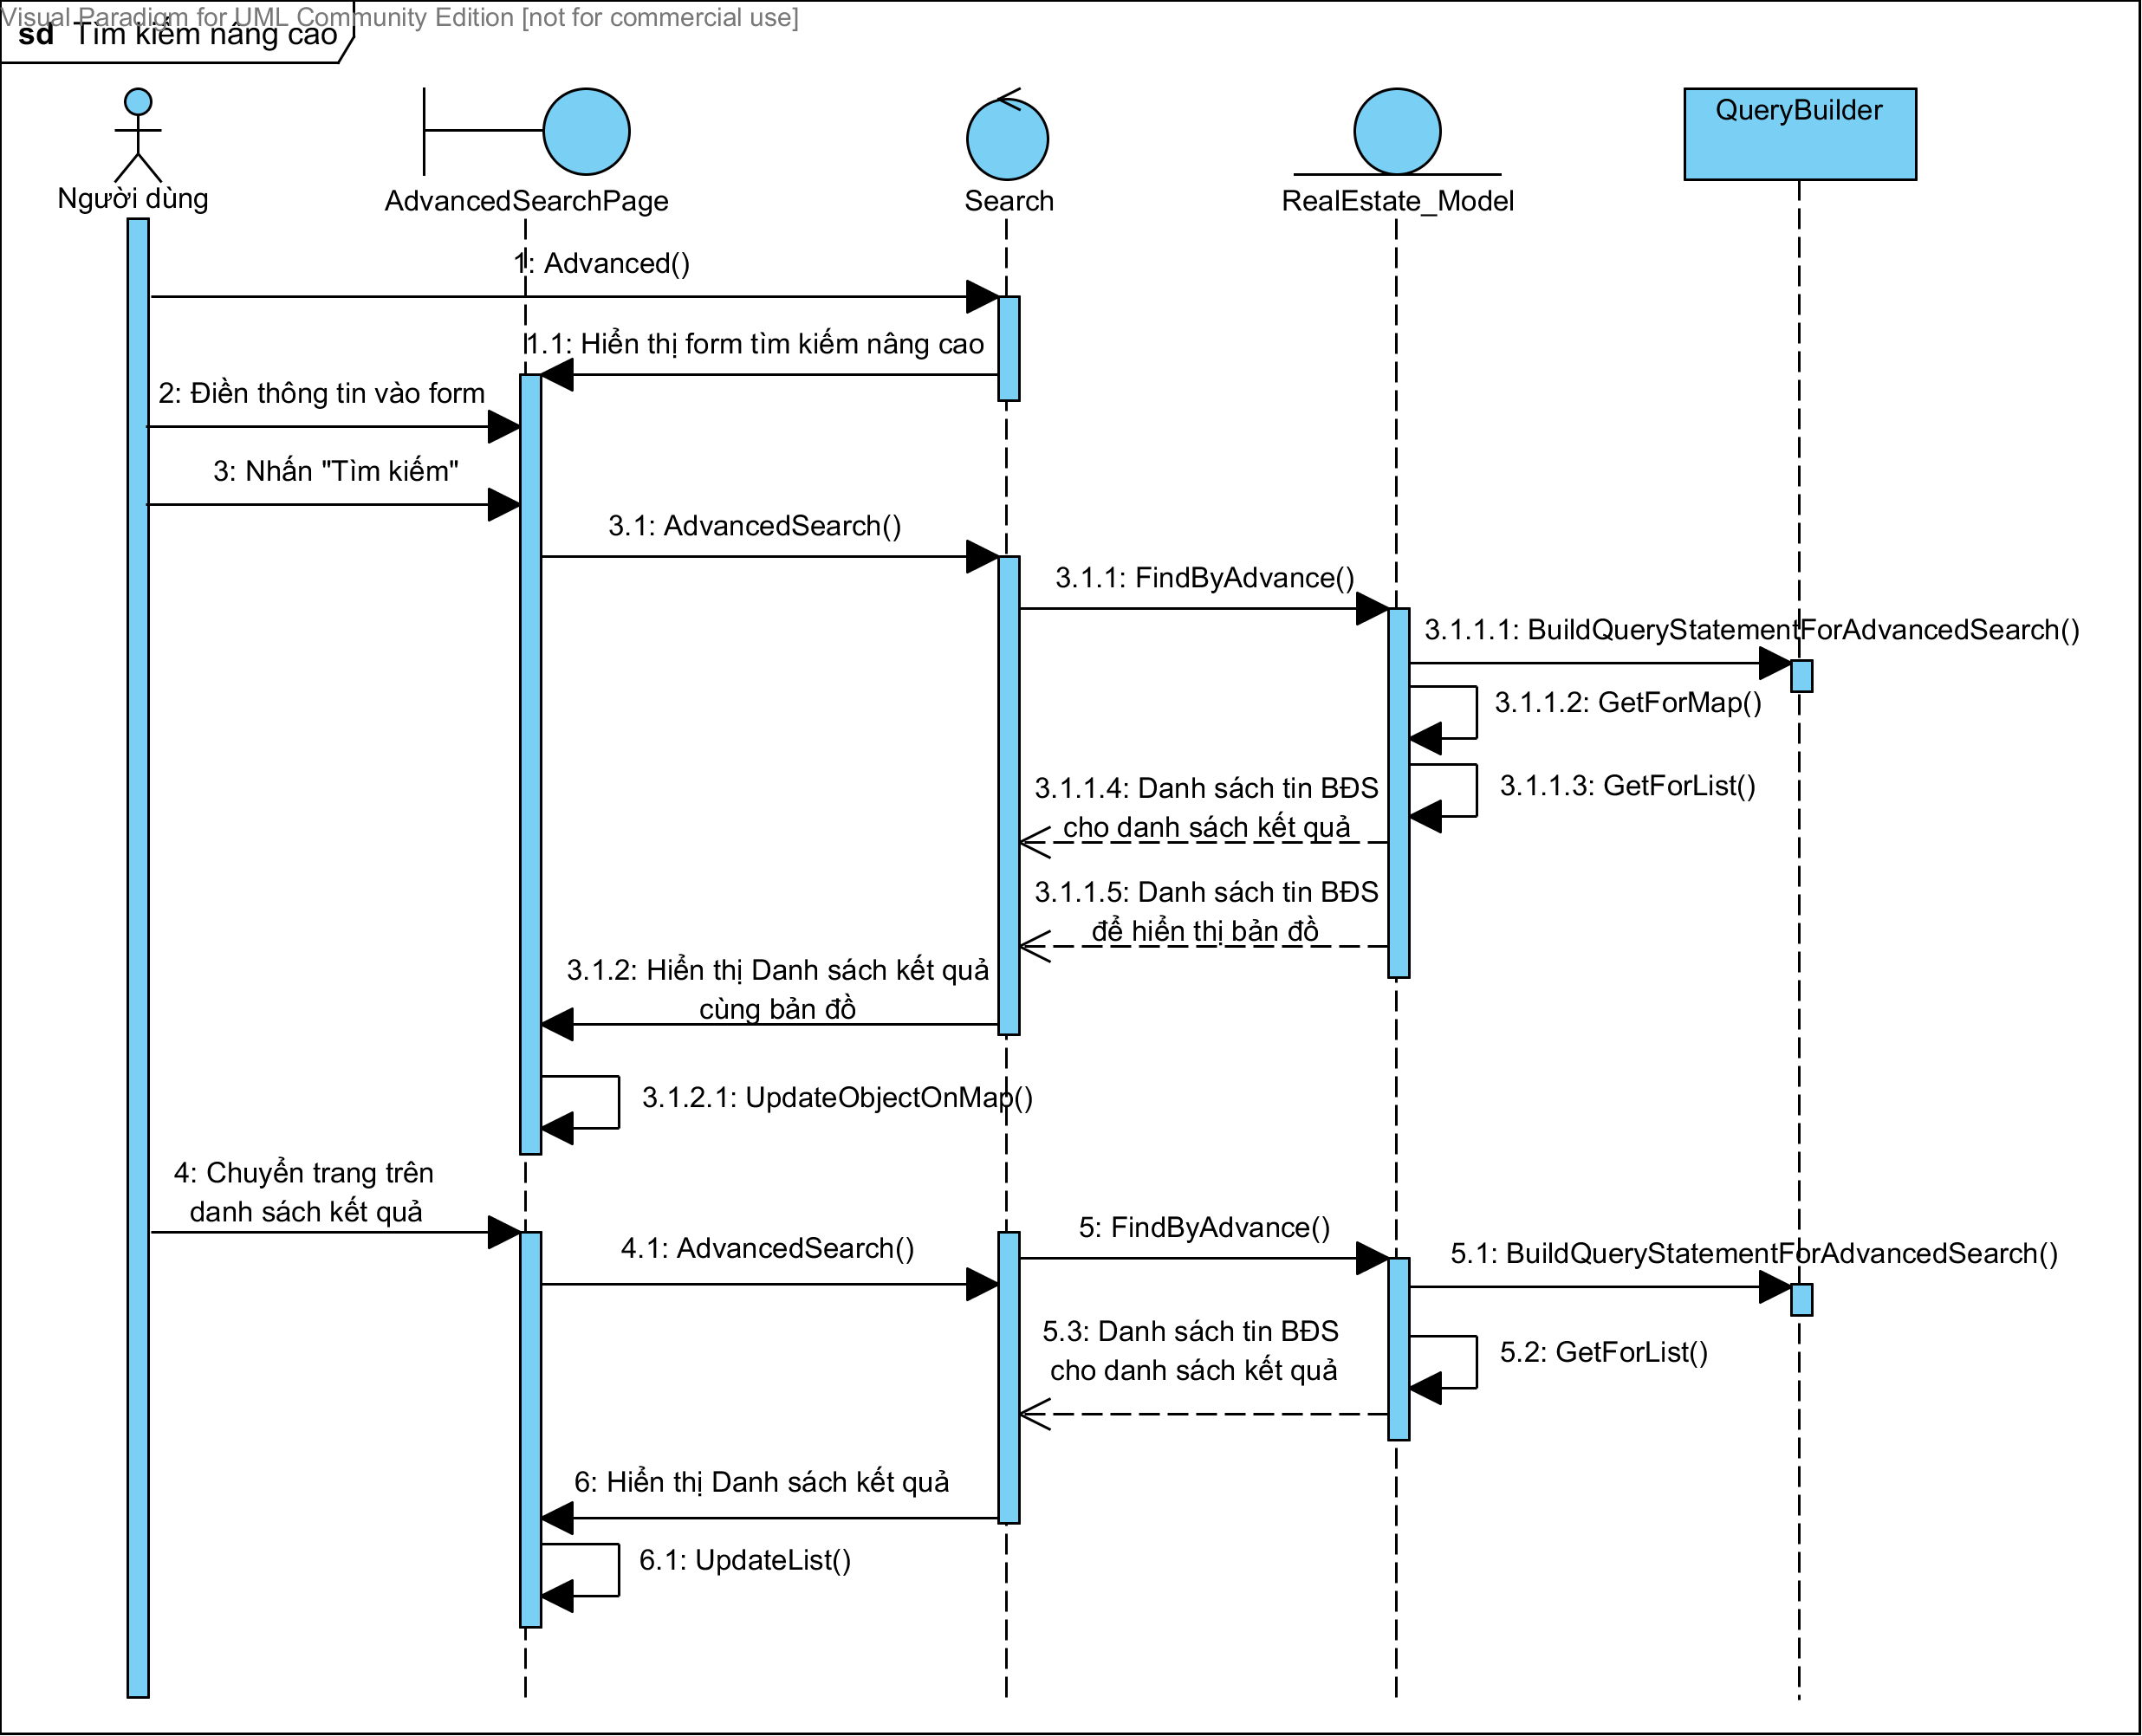 Visual Paradigm for UML Community Edition [not for commercial use]
sd Tìm kiếm nâng cao
Người dùng
AdvancedSearchPage
Search
RealEstate_Model
QueryBuilder
1: Advanced()
1.1: Hiển thị form tìm kiếm nâng cao
2: Điền thông tin vào form
3: Nhấn "Tìm kiếm"
3.1: AdvancedSearch()
3.1.1: FindByAdvance()
3.1.1.1: BuildQueryStatementForAdvancedSearch()
3.1.1.2: GetForMap()
3.1.1.3: GetForList()
3.1.1.4: Danh sách tin BĐS
cho danh sách kết quả
3.1.1.5: Danh sách tin BĐS
để hiển thị bản đồ
3.1.2: Hiển thị Danh sách kết quả
cùng bản đồ
3.1.2.1: UpdateObjectOnMap()
4: Chuyển trang trên
danh sách kết quả
4.1: AdvancedSearch()
5: FindByAdvance()
5.1: BuildQueryStatementForAdvancedSearch()
5.2: GetForList()
5.3: Danh sách tin BĐS
cho danh sách kết quả
6: Hiển thị Danh sách kết quả
6.1: UpdateList()